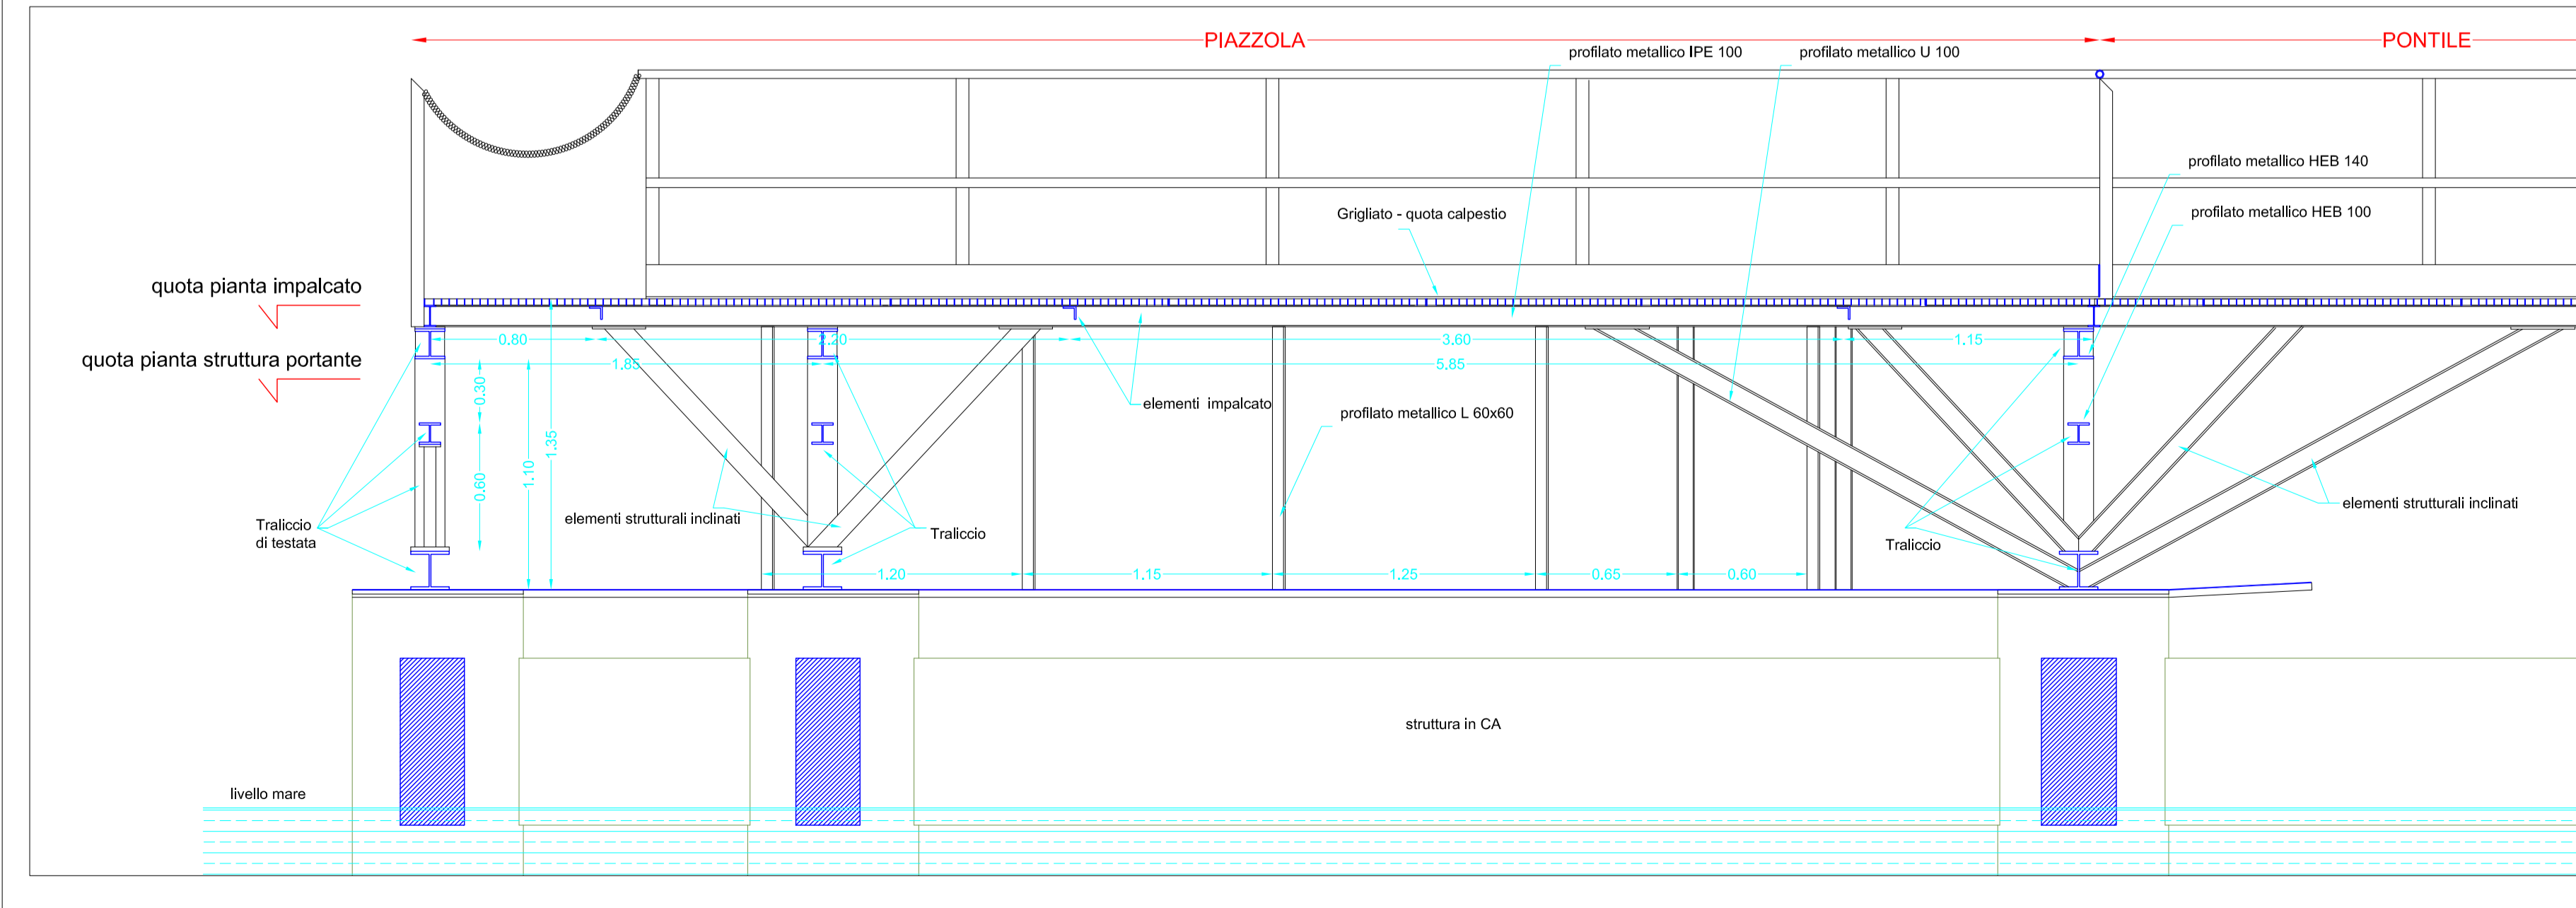 PIAZZOLA
PONTILE
profilato metallico IPE 100
profilato metallico U 100
profilato metallico HEB 140
profilato metallico HEB 100
Grigliato - quota calpestio
quota pianta impalcato
quota pianta struttura portante
0.80
2.20
3.60
1.15
1.85
5.85
0.30
0.60
1.10
1.35
elementi impalcato
profilato metallico L 60x60
Traliccio
di testata
elementi strutturali inclinati
Traliccio
Traliccio
elementi strutturali inclinati
1.20
1.15
1.25
0.65
0.60
struttura in CA
livello mare